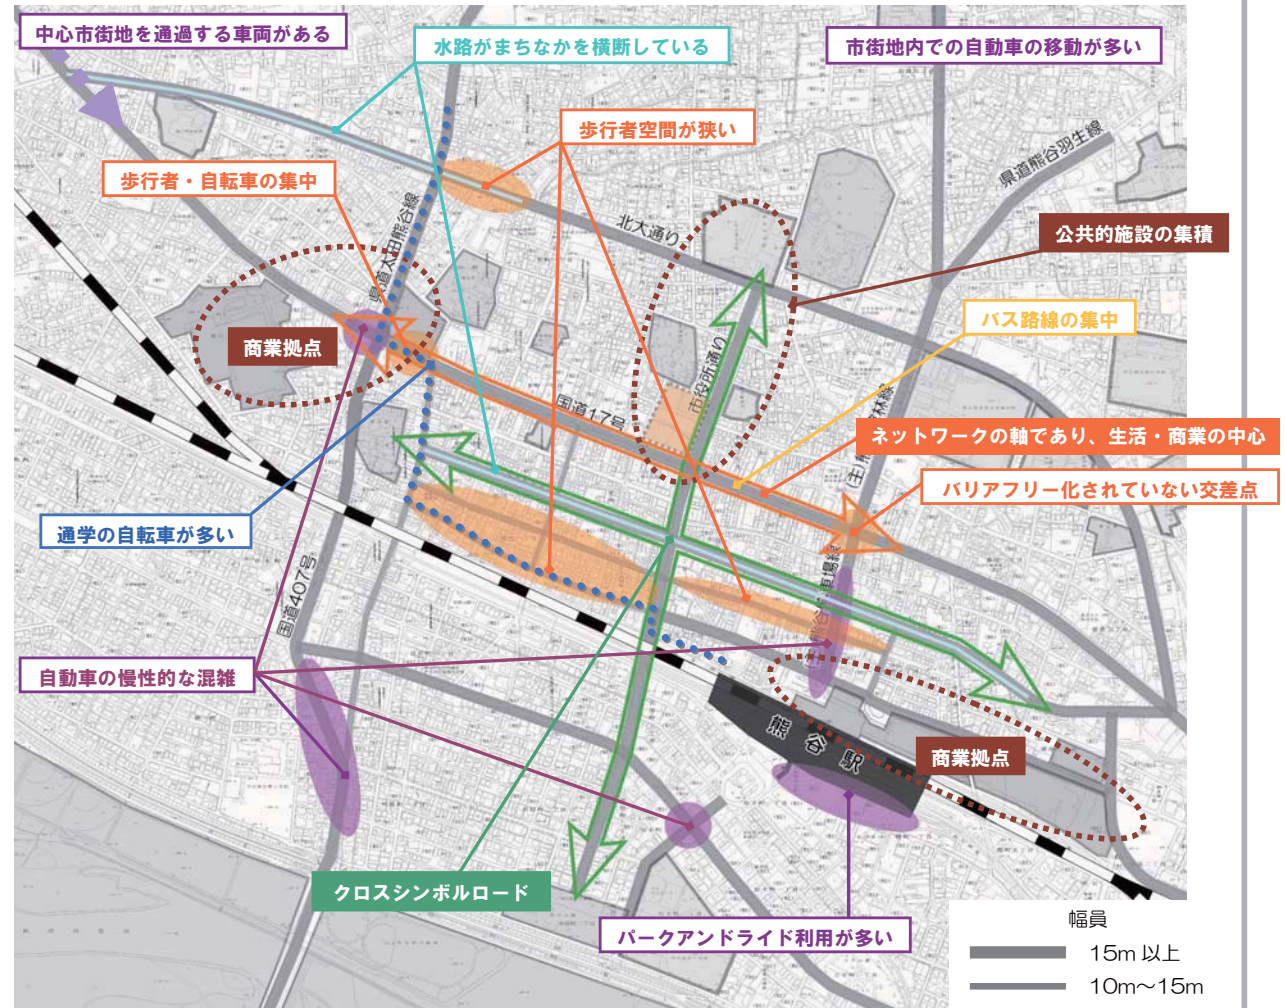 中心市街地を通過する車両がある
水路がまちなかを横断している
市街地内での自動車の移動が多い
歩行者空間が狭い
県道熊谷羽生線
歩行者・自転車の集中
県道太田熊谷線
北大通り
公共的施設の集積
バス路線の集中
商業拠点
市役所通り
国道17号
ネットワークの軸であり、生活・商業の中心
バリアフリー化されていない交差点
通学の自転車が多い
国道407号
自動車の慢性的な混雑
熊谷駅
商業拠点
クロスシンボルロード
パークアンドライド利用が多い
幅員
15m 以上
10m～15m